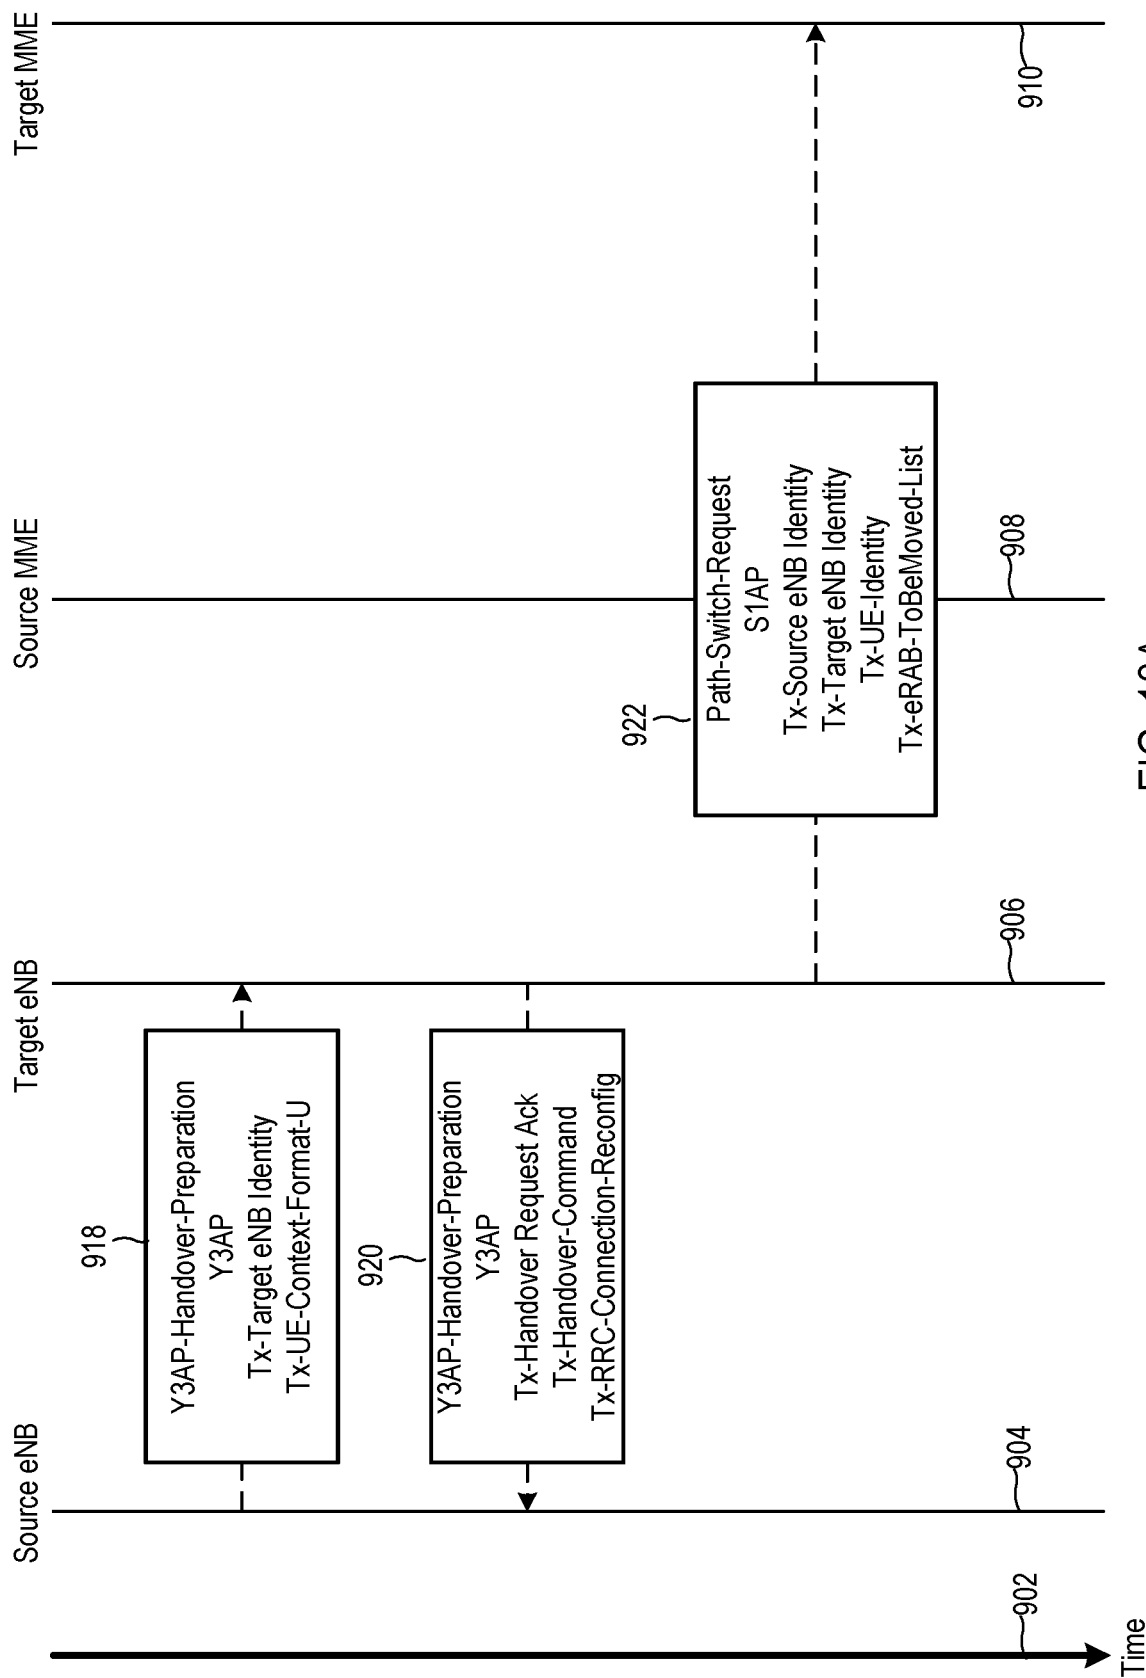 Time
902
Source eNB
904
Target eNB
906
Source MME
908
Target MME
910
918
Y3AP-Handover-Preparation
Y3AP
Tx-Target eNB Identity
Tx-UE-Context-Format-U
920
Y3AP-Handover-Preparation
Y3AP
Tx-Handover Request Ack
Tx-Handover-Command
Tx-RRC-Connection-Reconfig
922
Path-Switch-Request
S1AP
Tx-Source eNB Identity
Tx-Target eNB Identity
Tx-UE-Identity
Tx-eRAB-ToBeMoved-List